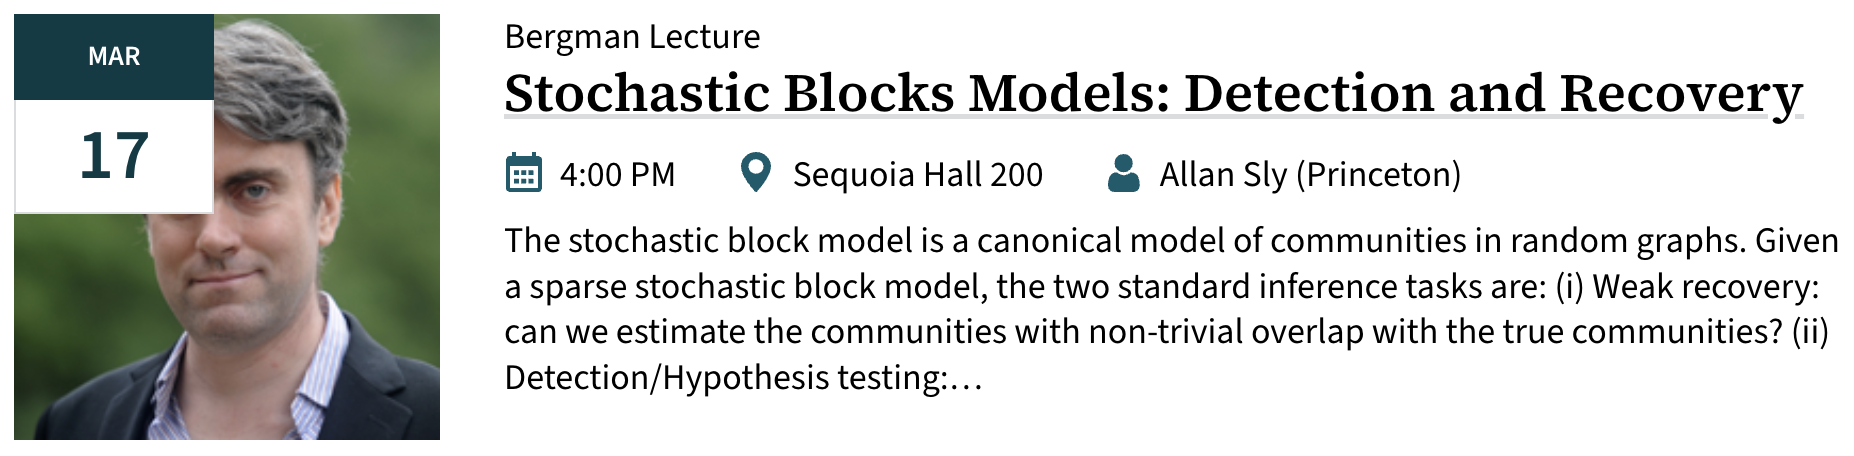 MAR
17
Bergman Lecture
Stochastic Blocks Models: Detection and Recovery
4:00 PM
Sequoia Hall 200
Allan Sly (Princeton)
The stochastic block model is a canonical model of communities in random graphs. Given
a sparse stochastic block model, the two standard inference tasks are: (i) Weak recovery:
can we estimate the communities with non-trivial overlap with the true communities? (ii)
Detection/Hypothesis testing:…